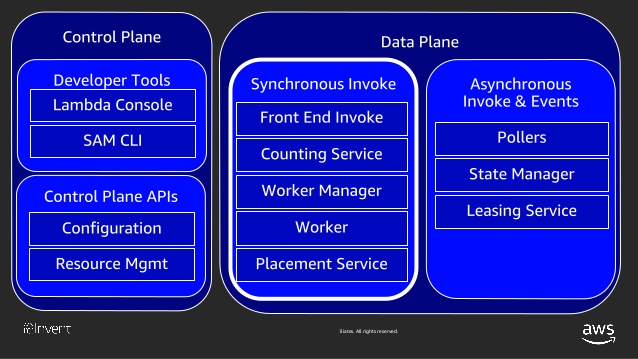 Control Plane
Developer Tools
Lambda Console
SAM CLI
Control Plane APIs
Configuration
Resource Mgmt
Data Plane
Synchronous Invoke
Front End Invoke
Counting Service
Worker Manager
Worker
Placement Service
Asynchronous
Invoke & Events
Pollers
State Manager
Leasing Service
re:Invent
iliates. All rights reserved.
aws